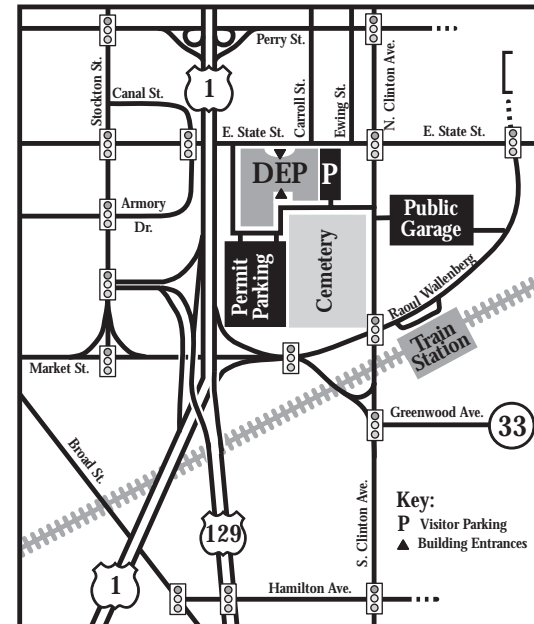 Perry St.
Stockton St.
1
Canal St.
Carroll St.
Ewing St.
N. Clinton Ave.
E. State St.
E. State St.
DEP
P
Armory
Dr.
Public
Garage
Permit
Parking
Cemetery
Raoul Wallenberg
Train
Station
Market St.
Greenwood Ave.
33
Broad St.
S. Clinton Ave.
Key:
P Visitor Parking
Building Entrances
129
1
Hamilton Ave.